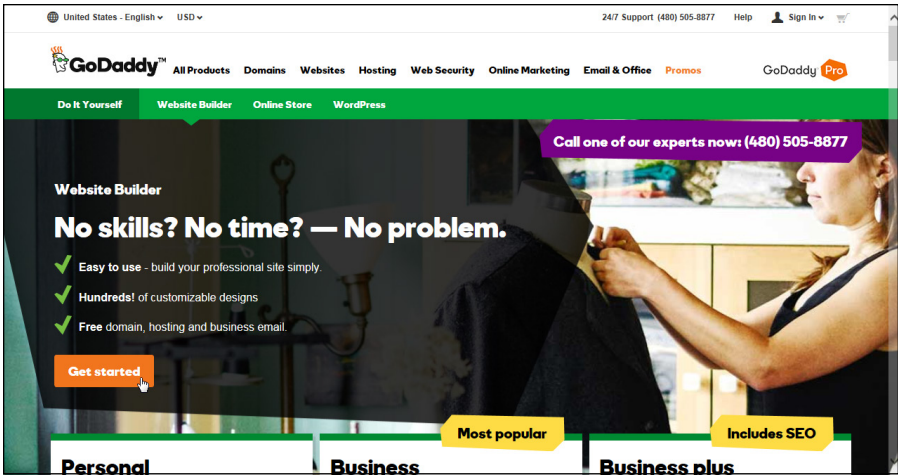 United States - English USD 24/7 Support (480) 505-8877 Help Sign In
GoDaddy™ All Products Domains Websites Hosting Web Security Online Marketing Email & Office Promos GoDaddy Pro
Do It Yourself Website Builder Online Store WordPress
Call one of our experts now: (480) 505-8877
Website Builder
No skills? No time? — No problem.
Easy to use - build your professional site simply.
Hundreds! of customizable designs
Free domain, hosting and business email.
Get started
Most popular Includes SEO
Personal Business Business plus